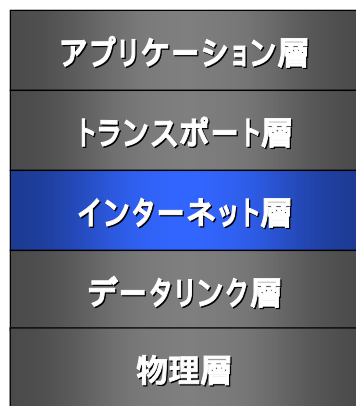 アプリケーション層
トランスポート層
インターネット層
データリンク層
物理層